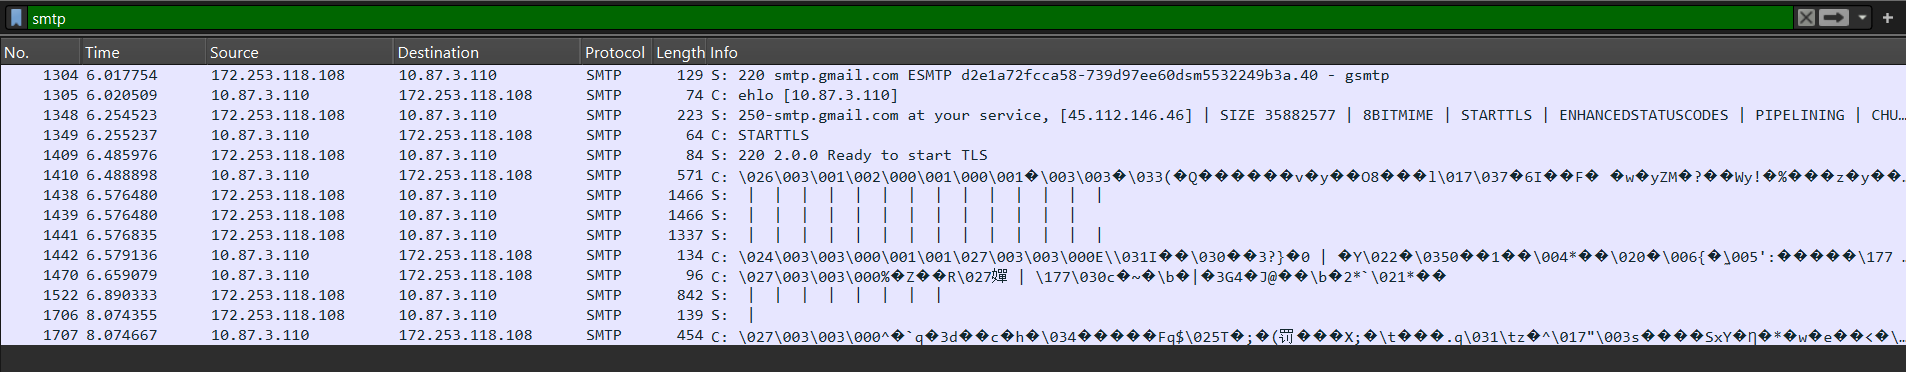 smtp
No. Time Source Destination Protocol Length Info
1304 6.017754 172.253.118.108 10.87.3.110 SMTP 129 S: 220 smtp.gmail.com ESMTP d2e1a72fcca58-739d97ee60dsm5532249b3a.40 - gsmtp
1305 6.020509 10.87.3.110 172.253.118.108 SMTP 74 C: ehlo [10.87.3.110]
1348 6.254523 172.253.118.108 10.87.3.110 SMTP 223 S: 250-smtp.gmail.com at your service, [45.112.146.46] | SIZE 35882577 | 8BITMIME | STARTTLS | ENHANCEDSTATUSCODES | PIPELINING | CHU…
1349 6.255237 10.87.3.110 172.253.118.108 SMTP 64 C: STARTTLS
1409 6.485976 172.253.118.108 10.87.3.110 SMTP 84 S: 220 2.0.0 Ready to start TLS
1410 6.488898 10.87.3.110 172.253.118.108 SMTP 571 C: \026\003\001\002\000\001\000\001�\003\003�\033(�Q������v�y��O8���l\017\037�6I��F� �w�yZM�?��Wy!�%���z�y��…
1438 6.576480 172.253.118.108 10.87.3.110 SMTP 1466 S: | | | | | | | | | | | | | |
1439 6.576480 172.253.118.108 10.87.3.110 SMTP 1466 S: | | | | | | | | | | | | |
1441 6.576835 172.253.118.108 10.87.3.110 SMTP 1337 S: | | | | | | | | | | | | | |
1442 6.579136 10.87.3.110 172.253.118.108 SMTP 134 C: \024\003\003\000\001\001\027\003\003\000E\\031I��\030��3?}�0 | �Y\022�\0350��1��\004*��\020�\006{�\005':�����\177 …
1470 6.659079 10.87.3.110 172.253.118.108 SMTP 96 C: \027\003\003\000%�Z��R\027嬋 | \177\030c�~�\b�|�3G4�J@��\b�2*`\021*��
1522 6.890333 172.253.118.108 10.87.3.110 SMTP 842 S: | | | | | | | |
1706 8.074355 172.253.118.108 10.87.3.110 SMTP 139 S: |
1707 8.074667 10.87.3.110 172.253.118.108 SMTP 454 C: \027\003\003\000^�`q�3d��c�h�\034�����Fq$\025T�;�(罚���X;�\t���.q\031\tz�^\017"\003s����SxY�Ƞ�*�w�e��<�\…